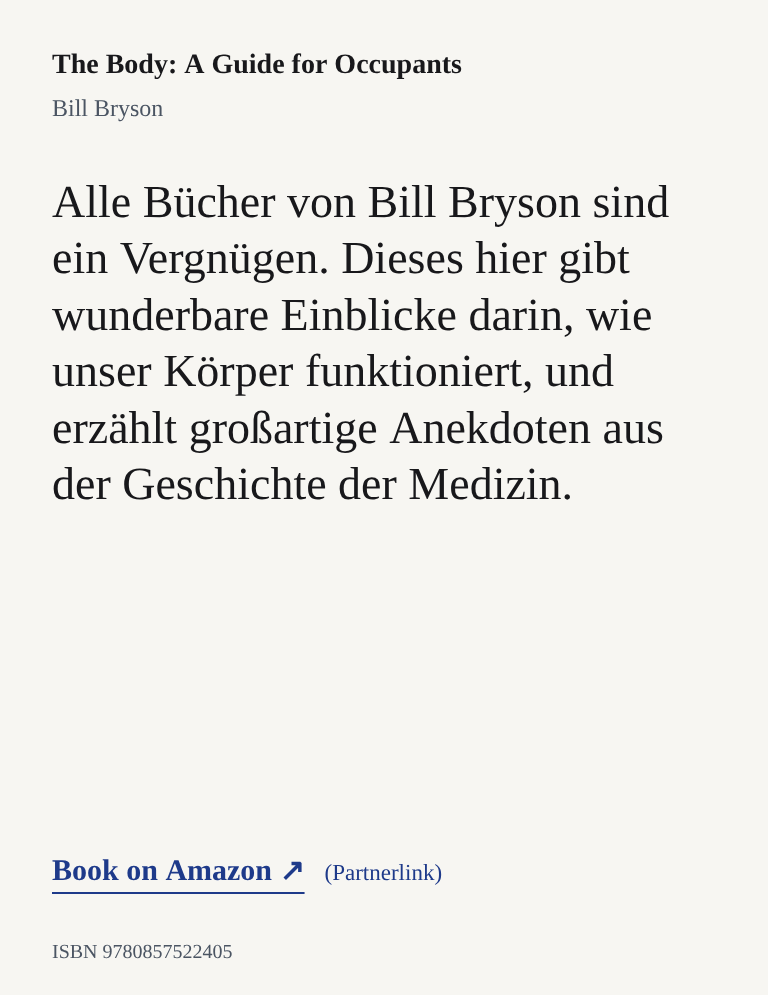 The Body: A Guide for Occupants
Bill Bryson
Alle Bücher von Bill Bryson sind
ein Vergnügen. Dieses hier gibt
wunderbare Einblicke darin, wie
unser Körper funktioniert, und
erzählt großartige Anekdoten aus
der Geschichte der Medizin.
Book on Amazon ↗ (Partnerlink)
ISBN 9780857522405